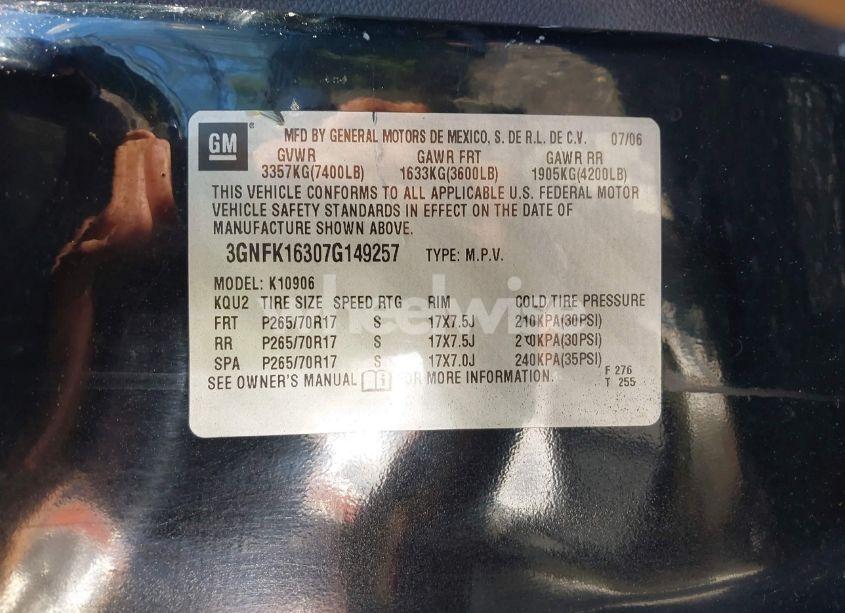 GM ® MFD BY GENERAL MOTORS DE MEXICO, S. DE R.L. DE C.V. 07/06
GVWR GAWR FRT GAWR RR
3357KG(7400LB) 1633KG(3600LB) 1905KG(4200LB)
THIS VEHICLE CONFORMS TO ALL APPLICABLE U.S. FEDERAL MOTOR
VEHICLE SAFETY STANDARDS IN EFFECT ON THE DATE OF
MANUFACTURE SHOWN ABOVE.
3GNFK16307G149257 TYPE: M.P.V.
MODEL: K10906
KQU2 TIRE SIZE SPEED RTG RIM COLD TIRE PRESSURE
FRT P265/70R17 S 17X7.5J 210KPA(30PSI)
RR P265/70R17 S 17X7.5J 210KPA(30PSI)
SPA P265/70R17 S 17X7.0J 240KPA(35PSI)
SEE OWNER'S MANUAL FOR MORE INFORMATION.
F 276
T 255